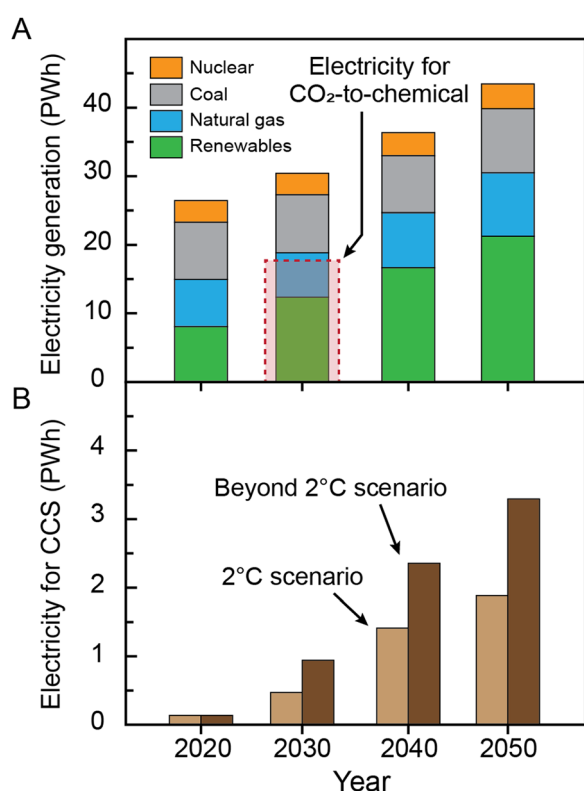 A
Electricity generation (PWh)
40
30
20
10
0
Nuclear
Coal
Natural gas
Renewables
Electricity for
CO₂-to-chemical
B
Electricity for CCS (PWh)
4
3
2
1
0
Beyond 2°C scenario
2°C scenario
2020 2030 2040 2050
Year